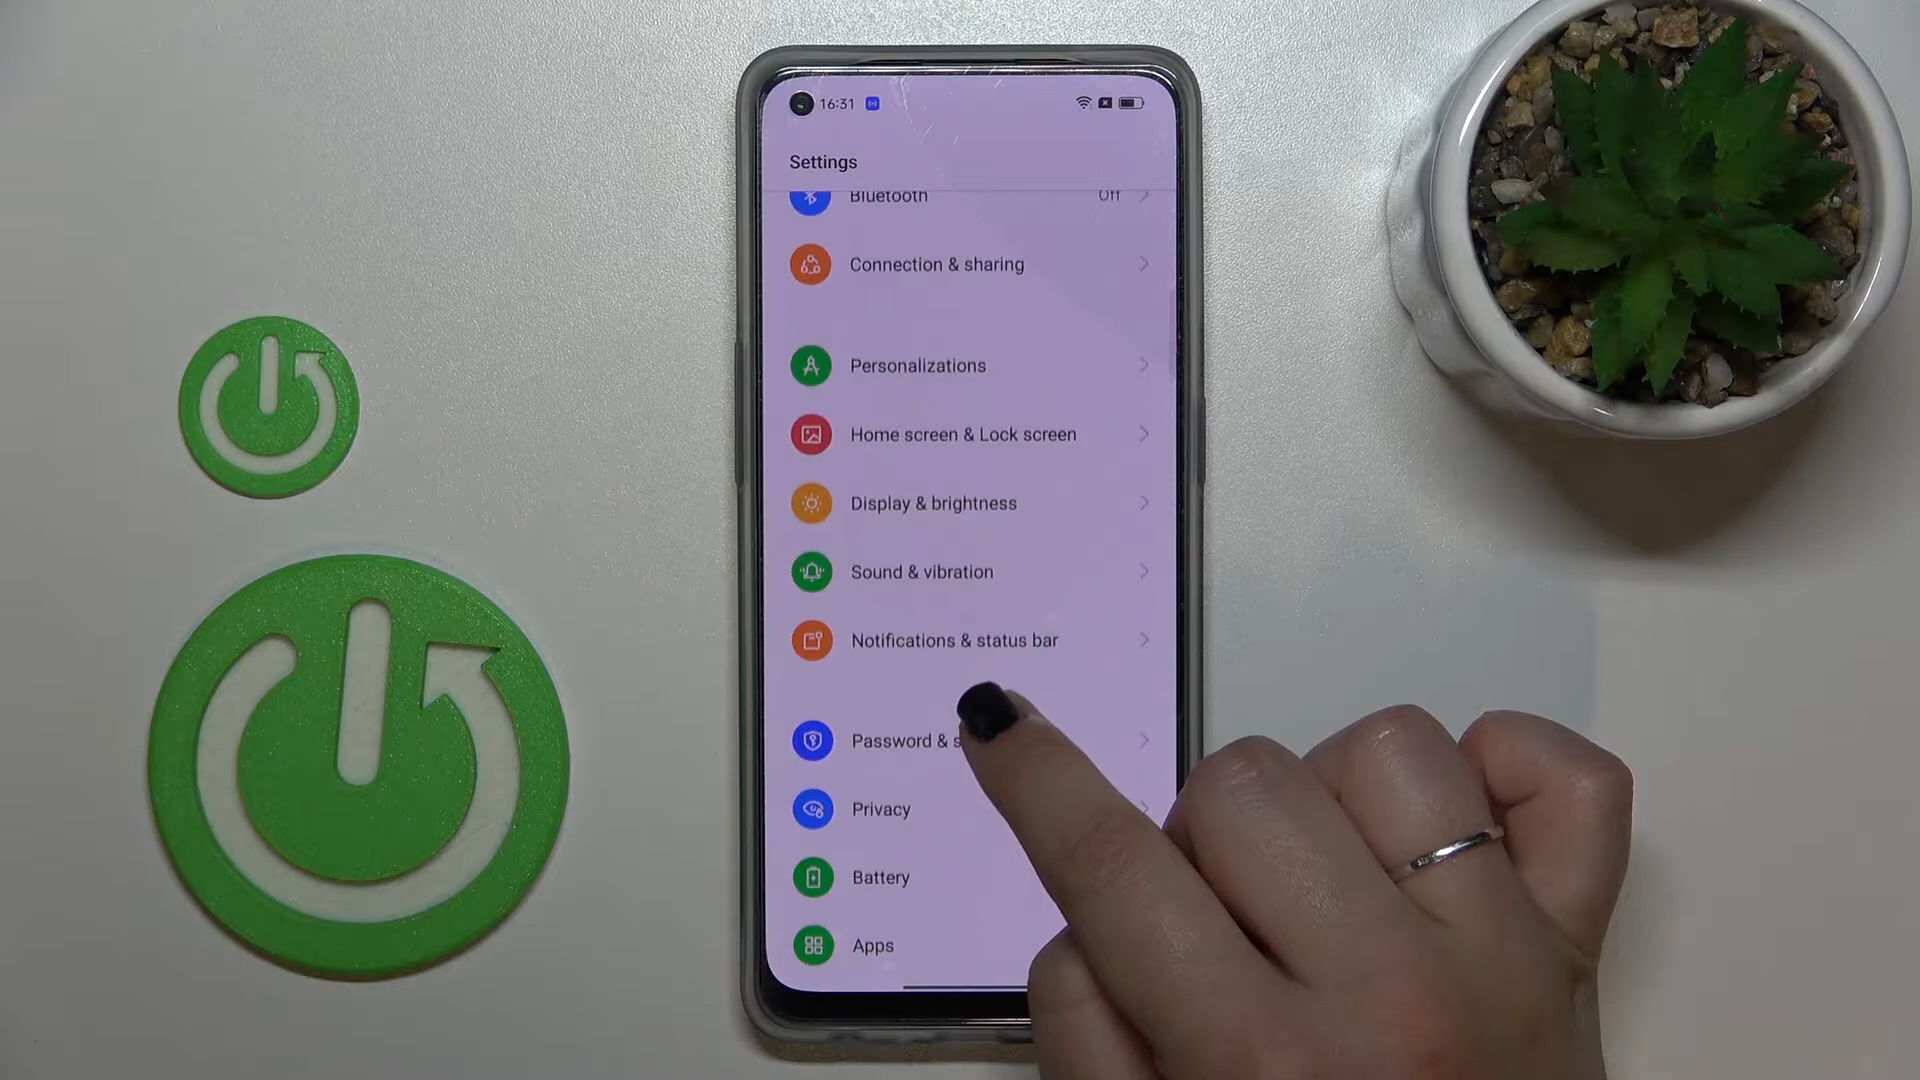 16:31
Settings
Bluetooth Off
Connection & sharing
Personalizations
Home screen & Lock screen
Display & brightness
Sound & vibration
Notifications & status bar
Password &
Privacy
Battery
Apps